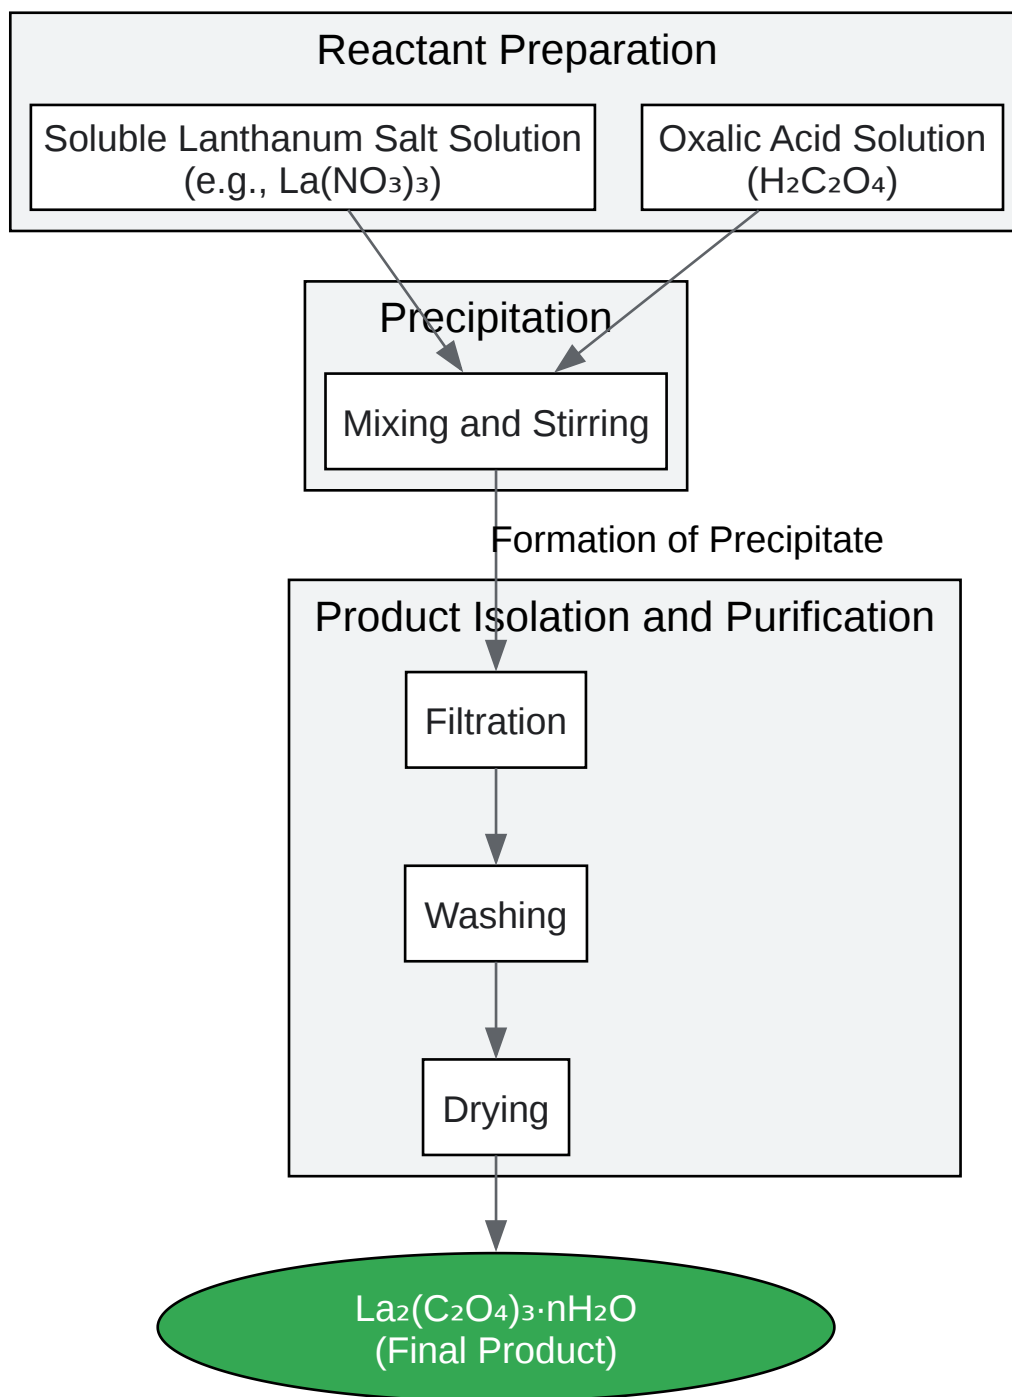 Reactant Preparation
Soluble Lanthanum Salt Solution
(e.g., La(NO₃)₃)
Oxalic Acid Solution
(H₂C₂O₄)
Precipitation
Mixing and Stirring
Formation of Precipitate
Product Isolation and Purification
Filtration
Washing
Drying
La₂(C₂O₄)₃·nH₂O
(Final Product)